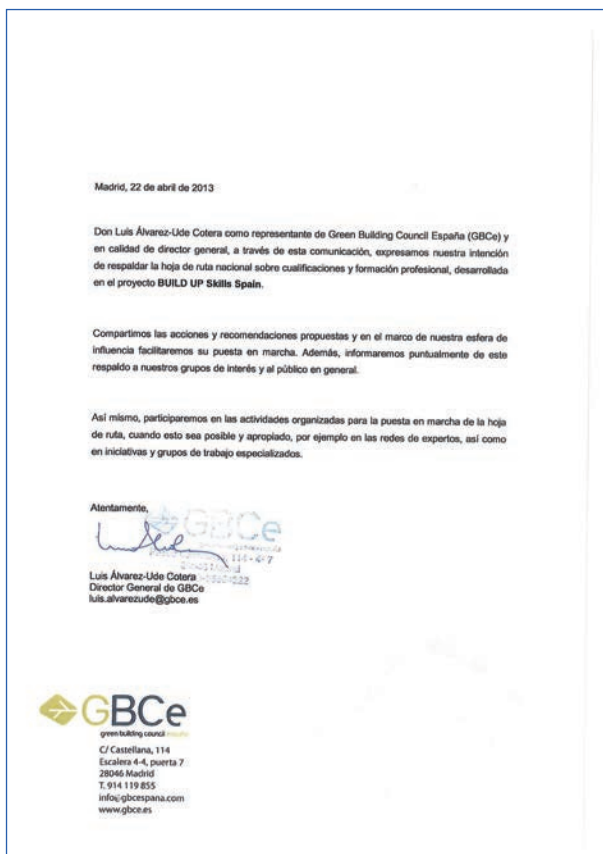 Madrid, 22 de abril de 2013
Don Luis Álvarez-Ude Cotera como representante de Green Building Council España (GBCe) y
en calidad de director general, a través de esta comunicación, expresamos nuestra intención
de respaldar la hoja de ruta nacional sobre cualificaciones y formación profesional, desarrollada
en el proyecto BUILD UP Skills Spain.
Compartimos las acciones y recomendaciones propuestas y en el marco de nuestra esfera de
influencia facilitaremos su puesta en marcha. Además, informaremos puntualmente de este
respaldo a nuestros grupos de interés y al público en general.
Así mismo, participaremos en las actividades organizadas para la puesta en marcha de la hoja
de ruta, cuando esto sea posible y apropiado, por ejemplo en las redes de expertos, así como
en iniciativas y grupos de trabajo especializados.
Atentamente,
GBCe
114 - 4-7
Luis Álvarez-Ude Cotera
Director General de GBCe
luis.alvarezude@gbce.es
GBCe
green building council españa
C/ Castellana, 114
Escalera 4-4, puerta 7
28046 Madrid
T. 914 119 855
info@gbcespana.com
www.gbce.es